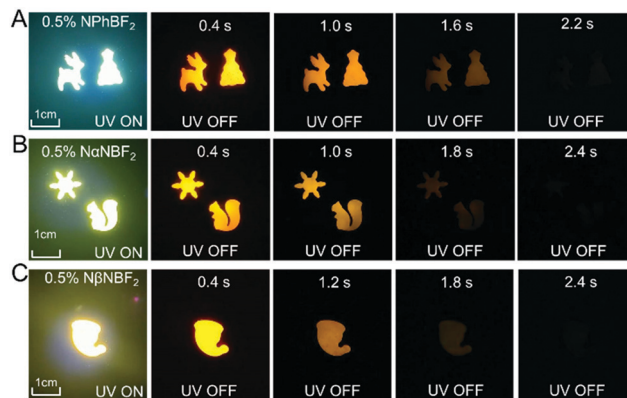 A
0.5% NPhBF₂
0.4 s
1.0 s
1.6 s
2.2 s
1cm
UV ON
UV OFF
UV OFF
UV OFF
UV OFF
B
0.5% NαNBF₂
0.4 s
1.0 s
1.8 s
2.4 s
1cm
UV ON
UV OFF
UV OFF
UV OFF
UV OFF
C
0.5% NβNBF₂
0.4 s
1.2 s
1.8 s
2.4 s
1cm
UV ON
UV OFF
UV OFF
UV OFF
UV OFF